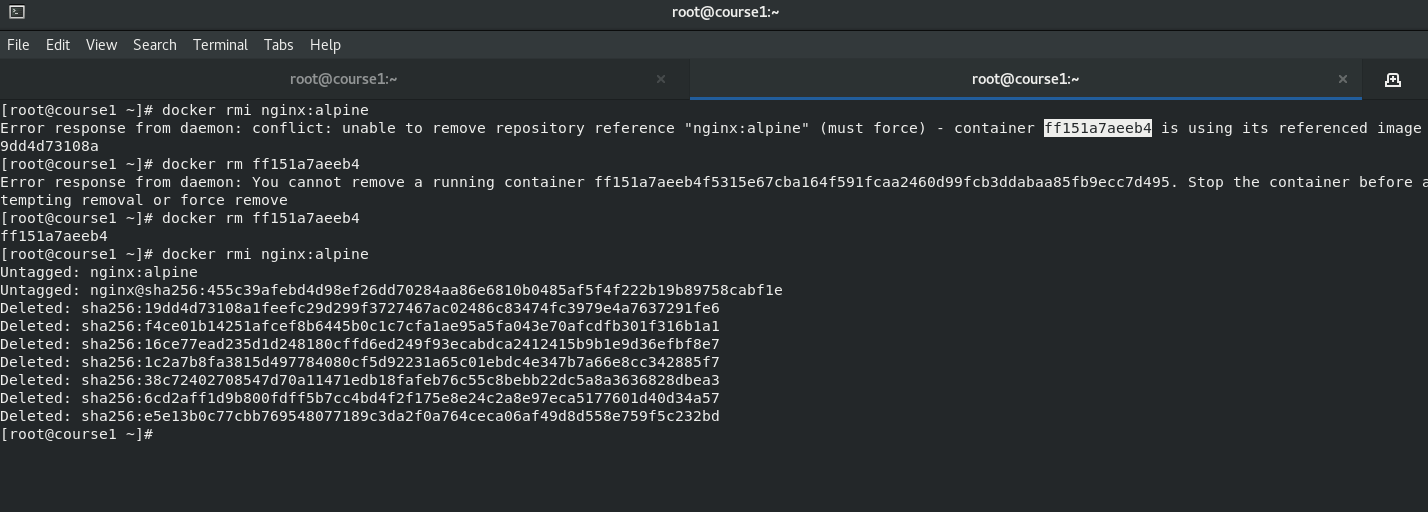 root@course1:~
File Edit View Search Terminal Tabs Help
root@course1:~ × root@course1:~ ×
[root@course1 ~]# docker rmi nginx:alpine
Error response from daemon: conflict: unable to remove repository reference "nginx:alpine" (must force) - container ff151a7aeeb4 is using its referenced image
9dd4d73108a
[root@course1 ~]# docker rm ff151a7aeeb4
Error response from daemon: You cannot remove a running container ff151a7aeeb4f5315e67cba164f591fcaa2460d99fcb3ddabaa85fb9ecc7d495. Stop the container before a
tempting removal or force remove
[root@course1 ~]# docker rm ff151a7aeeb4
ff151a7aeeb4
[root@course1 ~]# docker rmi nginx:alpine
Untagged: nginx:alpine
Untagged: nginx@sha256:455c39afebd4d98ef26dd70284aa86e6810b0485af5f4f222b19b89758cabf1e
Deleted: sha256:19dd4d73108a1feefc29d299f3727467ac02486c83474fc3979e4a7637291fe6
Deleted: sha256:f4ce01b14251afcef8b6445b0c1c7cfa1ae95a5fa043e70afcdfb301f316b1a1
Deleted: sha256:16ce77ead235d1d248180cffd6ed249f93ecabdca2412415b9b1e9d36efbf8e7
Deleted: sha256:1c2a7b8fa3815d497784080cf5d92231a65c01ebdc4e347b7a66e8cc342885f7
Deleted: sha256:38c72402708547d70a11471edb18fafeb76c55c8bebb22dc5a8a3636828dbea3
Deleted: sha256:6cd2aff1d9b800fdff5b7cc4bd4f2f175e8e24c2a8e97eca5177601d40d34a57
Deleted: sha256:e5e13b0c77cbb769548077189c3da2f0a764ceca06af49d8d558e759f5c232bd
[root@course1 ~]#